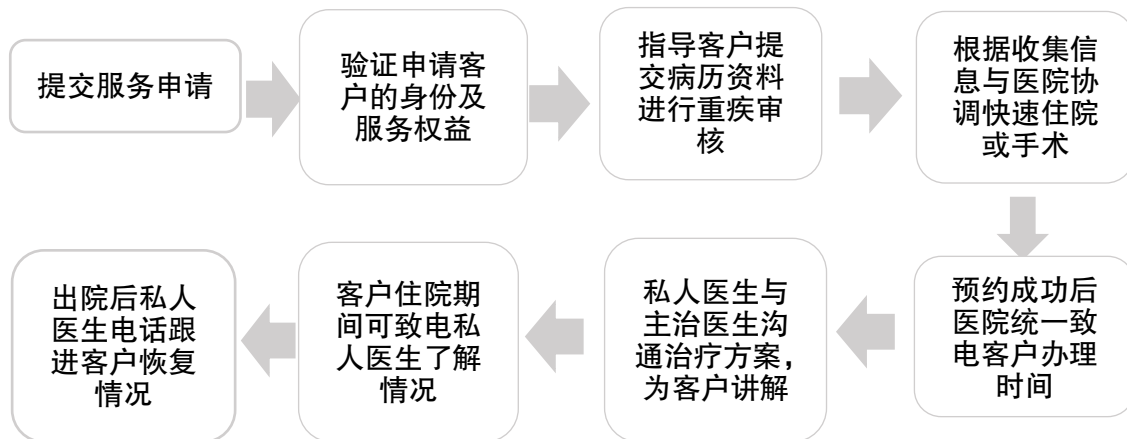 提交服务申请
验证申请客
户的身份及
服务权益
指导客户提
交病历资料
进行重疾审
核
根据收集信
息与医院协
调快速住院
或手术
预约成功后
医院统一致
电客户办理
时间
私人医生与
主治医生沟
通治疗方案，
为客户讲解
客户住院期
间可致电私
人医生了解
情况
出院后私人
医生电话跟
进客户恢复
情况